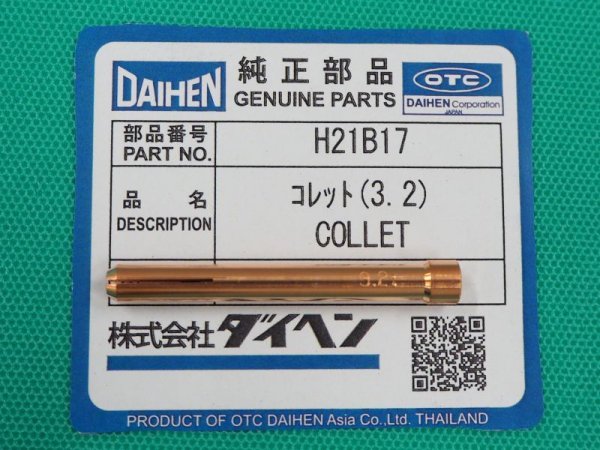 DAIHEN 純正部品 OTC
GENUINE PARTS DAIHEN Corporation
JAPAN
部品番号 H21B17
PART NO.
品名 コレット(3.2)
DESCRIPTION COLLET
3.2
株式会社ダイヘン
PRODUCT OF OTC DAIHEN Asia Co.,Ltd. THAILAND